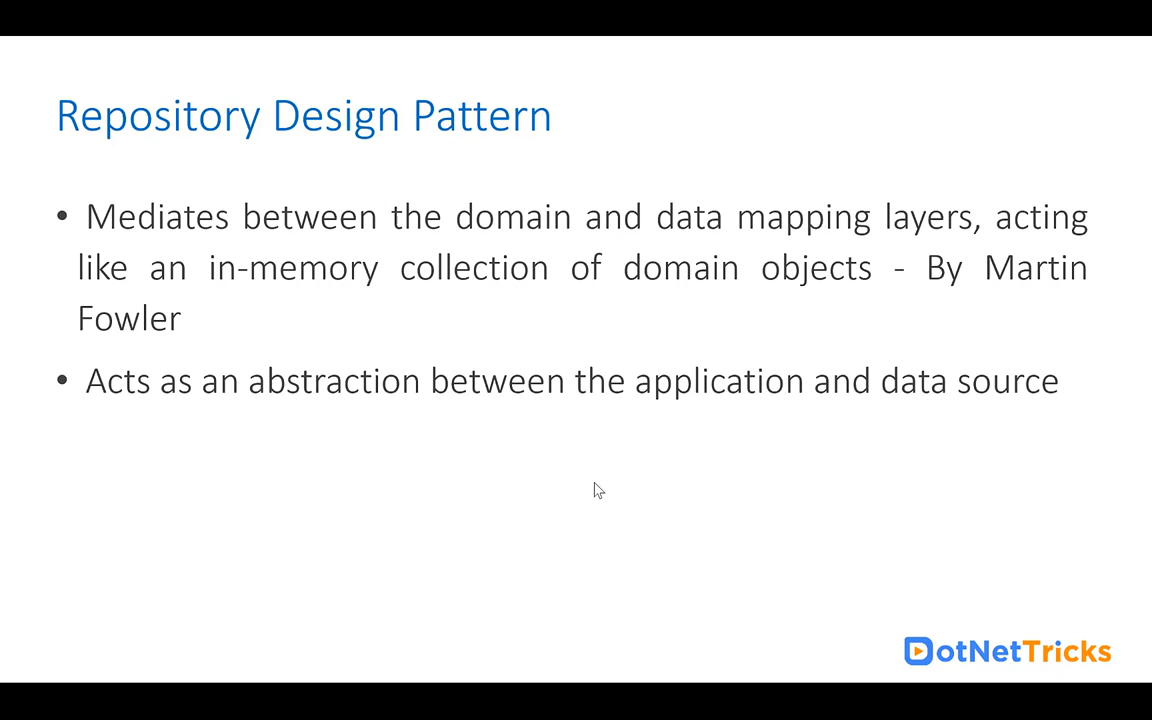 Repository Design Pattern
• Mediates between the domain and data mapping layers, acting
like an in-memory collection of domain objects - By Martin
Fowler
• Acts as an abstraction between the application and data source
DotNetTricks